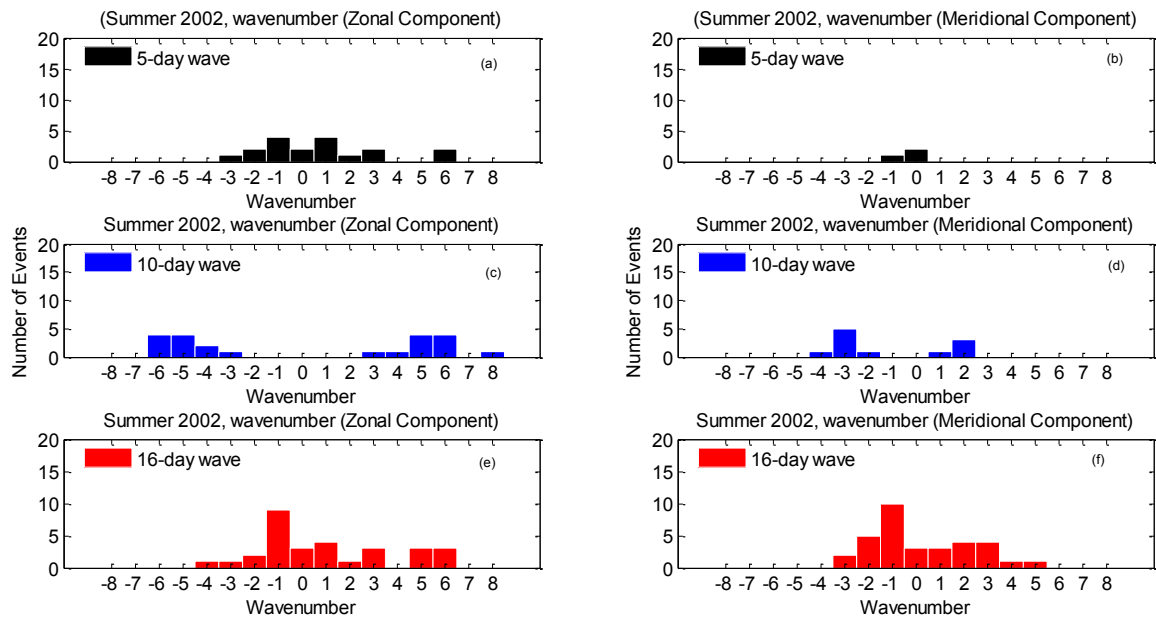 (Summer 2002, wavenumber (Zonal Component)
20
15
10
5
0
5-day wave
(a)
-8 -7 -6 -5 -4 -3 -2 -1 0 1 2 3 4 5 6 7 8
Wavenumber
(Summer 2002, wavenumber (Meridional Component)
20
15
10
5
0
5-day wave
(b)
-8 -7 -6 -5 -4 -3 -2 -1 0 1 2 3 4 5 6 7 8
Wavenumber
Summer 2002, wavenumber (Zonal Component)
Number of Events
20
15
10
5
0
10-day wave
(c)
-8 -7 -6 -5 -4 -3 -2 -1 0 1 2 3 4 5 6 7 8
Wavenumber
Summer 2002, wavenumber (Meridional Component)
Number of Events
20
15
10
5
0
10-day wave
(d)
-8 -7 -6 -5 -4 -3 -2 -1 0 1 2 3 4 5 6 7 8
Wavenumber
Summer 2002, wavenumber (Zonal Component)
20
15
10
5
0
16-day wave
(e)
-8 -7 -6 -5 -4 -3 -2 -1 0 1 2 3 4 5 6 7 8
Wavenumber
Summer 2002, wavenumber (Meridional Component)
20
15
10
5
0
16-day wave
(f)
-8 -7 -6 -5 -4 -3 -2 -1 0 1 2 3 4 5 6 7 8
Wavenumber